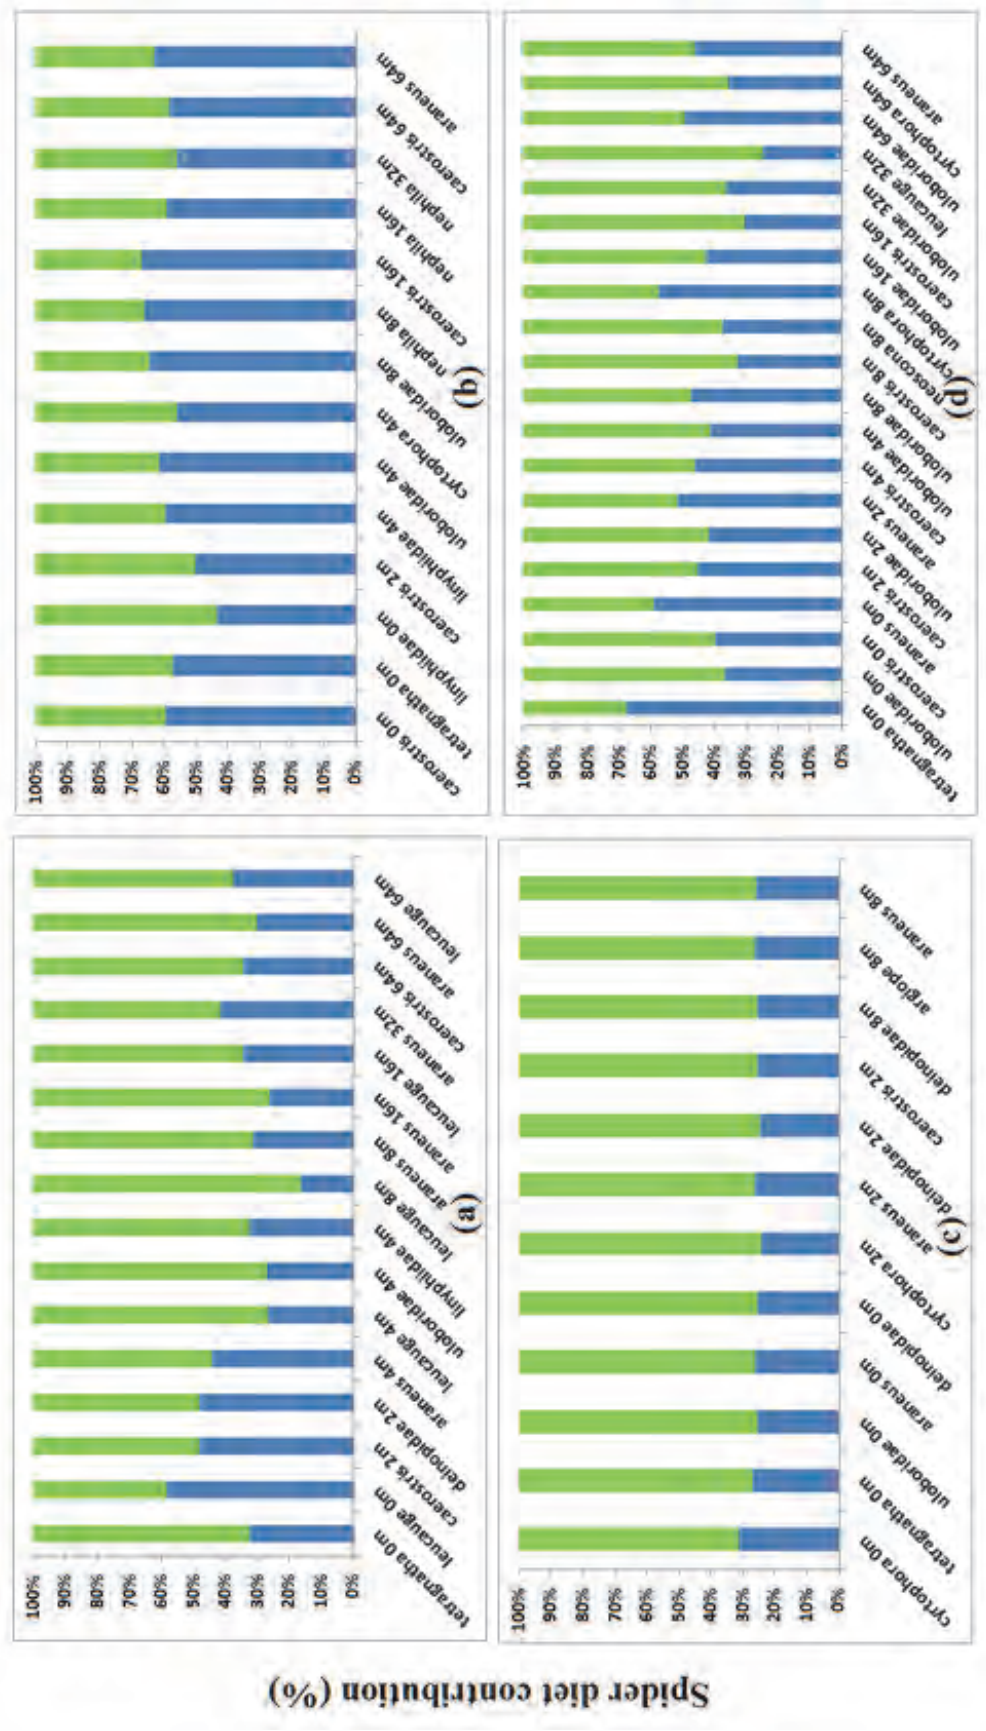 Spider diet contribution (%)
100%
90%
80%
70%
60%
50%
40%
30%
20%
10%
0%
tetragnatha 0m
leucauge 0m
caerostris 2m
deinopidae 2m
araneus 4m
leucauge 4m
uloboridae 4m
linyphiidae 4m
leucauge 8m
araneus 8m
araneus 16m
leucauge 16m
araneus 32m
caerostris 64m
araneus 64m
leucauge 64m
(a)
100%
90%
80%
70%
60%
50%
40%
30%
20%
10%
0%
caerostris 0m
tetragnatha 0m
linyphiidae 0m
caerostris 2m
linyphiidae 4m
uloboridae 4m
cyrtophora 4m
uloboridae 8m
nephila 8m
caerostris 16m
nephila 16m
nephila 32m
caerostris 64m
araneus 64m
(b)
100%
90%
80%
70%
60%
50%
40%
30%
20%
10%
0%
cyrtophora 0m
tetragnatha 0m
uloboridae 0m
araneus 0m
deinopidae 0m
cyrtophora 2m
araneus 2m
deinopidae 2m
caerostris 2m
deinopidae 8m
argiope 8m
araneus 8m
(c)
100%
90%
80%
70%
60%
50%
40%
30%
20%
10%
0%
tetragnatha 0m
uloboridae 0m
caerostris 0m
araneus 0m
caerostris 2m
uloboridae 2m
araneus 2m
caerostris 4m
uloboridae 4m
uloboridae 8m
caerostris 8m
neoscona 8m
cyrtophora 8m
uloboridae 16m
caerostris 16m
uloboridae 32m
leucauge 32m
uloboridae 64m
cyrtophora 64m
araneus 64m
(d)